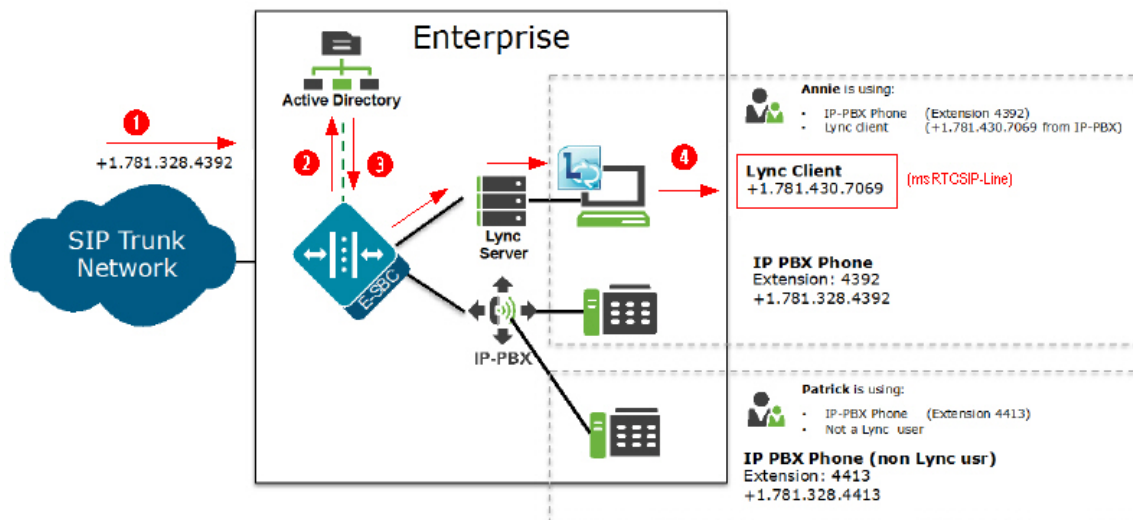 Enterprise
Active Directory
1
+1.781.328.4392
2
3
SIP Trunk
Network
E-SBC
Lync
Server
L
IP-PBX
4
Annie is using:
• IP-PBX Phone (Extension 4392)
• Lync client (+1.781.430.7069 from IP-PBX)
Lync Client
+1.781.430.7069
(msRTCSIP-Line)
IP PBX Phone
Extension: 4392
+1.781.328.4392
Patrick is using:
• IP-PBX Phone (Extension 4413)
• Not a Lync user
IP PBX Phone (non Lync usr)
Extension: 4413
+1.781.328.4413